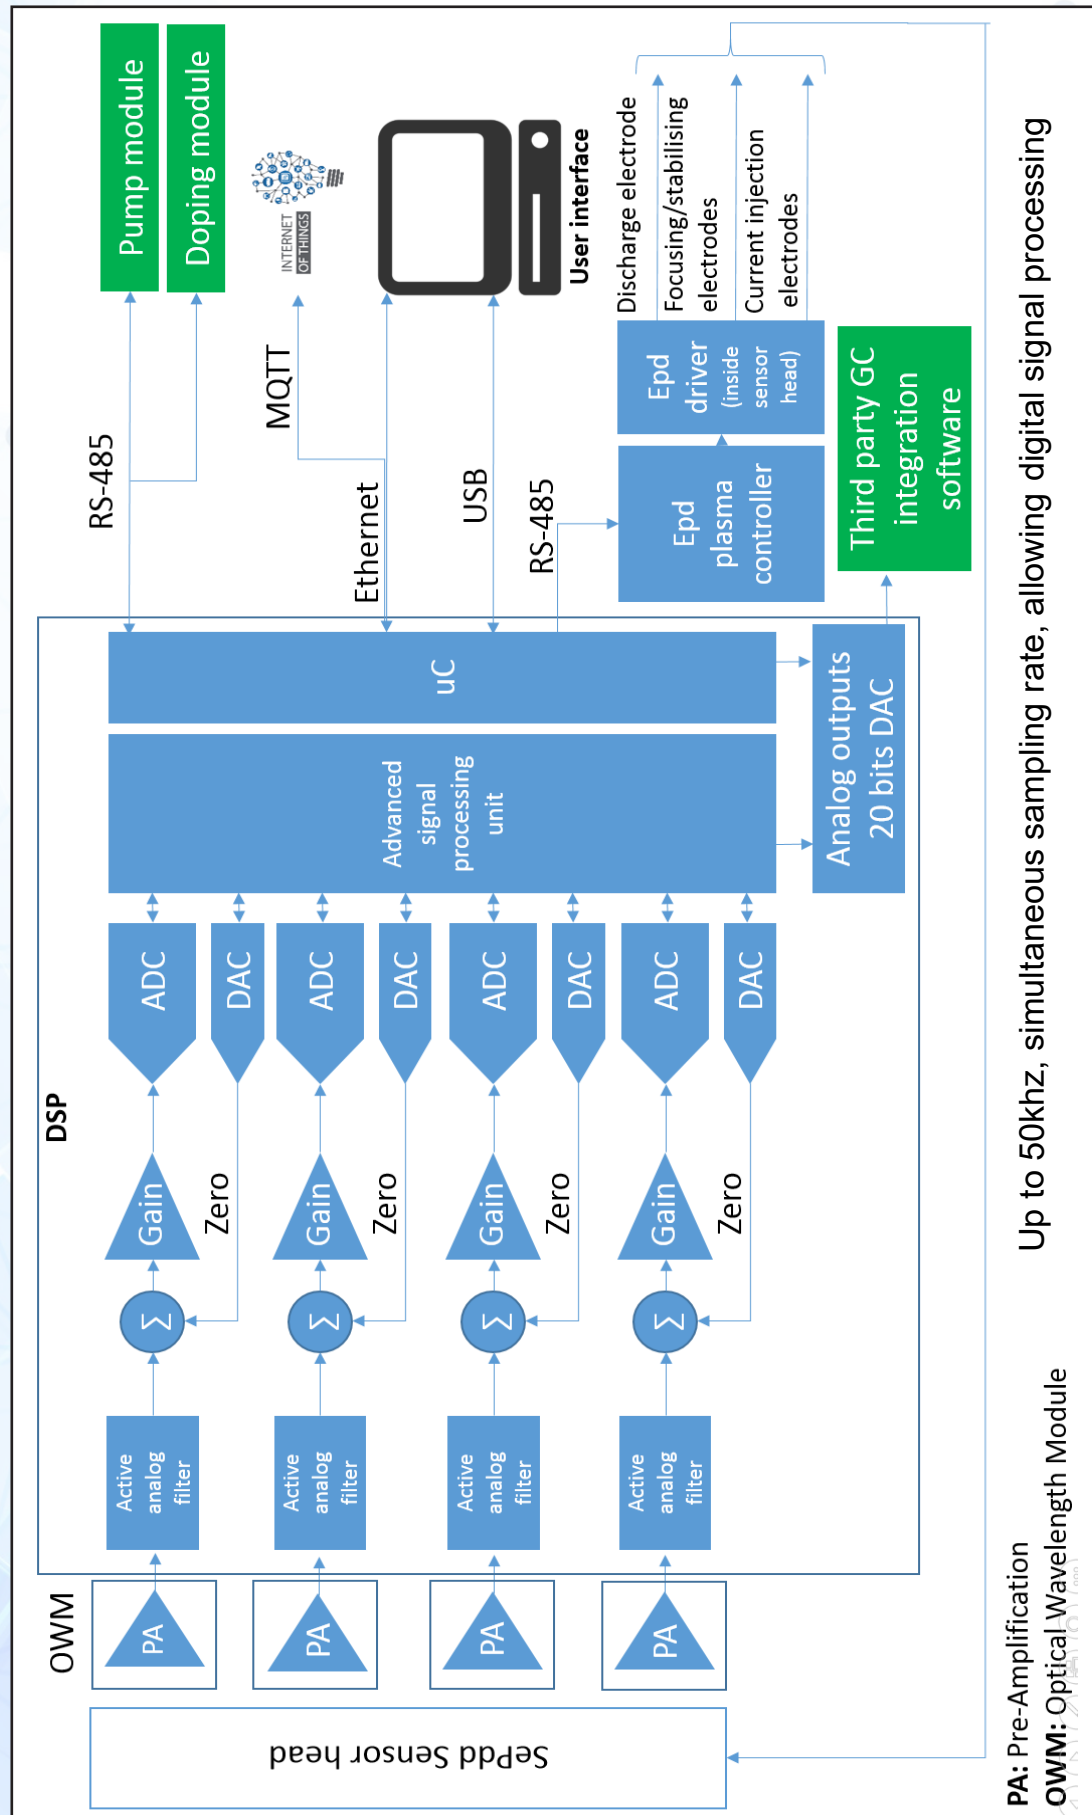 DSP
OWM
SePdd Sensor head
PA
Active
analog
filter
Σ
Gain
Zero
ADC
DAC
PA
Active
analog
filter
Σ
Gain
Zero
ADC
DAC
PA
Active
analog
filter
Σ
Gain
Zero
ADC
DAC
PA
Active
analog
filter
Σ
Gain
Zero
ADC
DAC
Advanced
signal
processing
unit
uC
Analog outputs
20 bits DAC
RS-485
Pump module
Doping module
MQTT
INTERNET
OF THINGS
Ethernet
USB
User interface
RS-485
Epd
plasma
controller
Epd
driver
(inside
sensor
head)
Discharge electrode
Focusing/stabilising
electrodes
Current injection
electrodes
Third party GC
integration
software
PA: Pre-Amplification
OWM: Optical Wavelength Module
Up to 50khz, simultaneous sampling rate, allowing digital signal processing